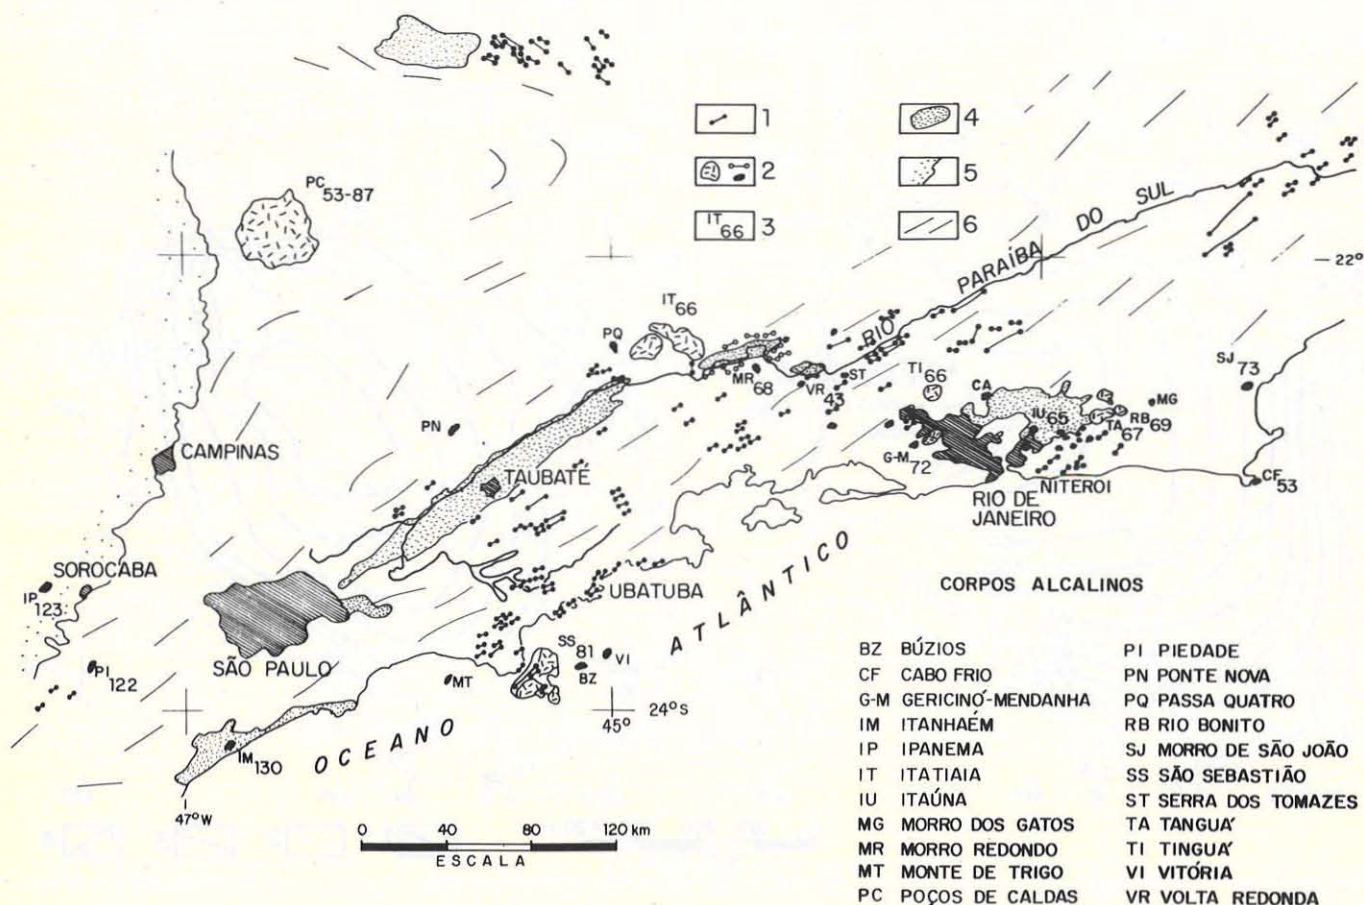 1
4
2
5
IT 66
3
6
PC 53-87
RIO PARAÍBA DO SUL
22°
IT 66
PQ
MR 68
VR 43
ST
TI 66
CA
SJ 73
MG
IU 65
RB 69
TA 67
PN
G-M 72
CAMPINAS
TAUBATÉ
NITEROI
CF 53
RIO DE
JANEIRO
SOROCABA
IP 123
UBATUBA
SÃO PAULO
PI 122
SS 81
VI
BZ
MT
24°S
45°
OCEANO ATLÂNTICO
IM 130
47°W
0 40 80 120 km
ESCALA
CORPOS ALCALINOS
BZ BÚZIOS
CF CABO FRIO
G-M GERICINÓ-MENDANHA
IM ITANHAÉM
IP IPANEMA
IT ITATIAIA
IU ITAÚNA
MG MORRO DOS GATOS
MR MORRO REDONDO
MT MONTE DE TRIGO
PC POÇOS DE CALDAS
PI PIEDADE
PN PONTE NOVA
PQ PASSA QUATRO
RB RIO BONITO
SJ MORRO DE SÃO JOÃO
SS SÃO SEBASTIÃO
ST SERRA DOS TOMAZES
TA TANGUÁ
TI TINGUÁ
VI VITÓRIA
VR VOLTA REDONDA